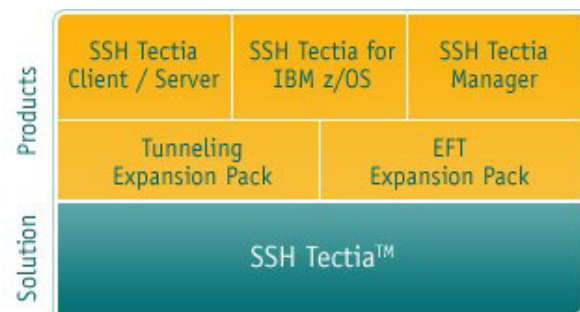 Products
SSH Tectia
Client / Server
SSH Tectia for
IBM z/OS
SSH Tectia
Manager
Tunneling
Expansion Pack
EFT
Expansion Pack
Solution
SSH Tectia™